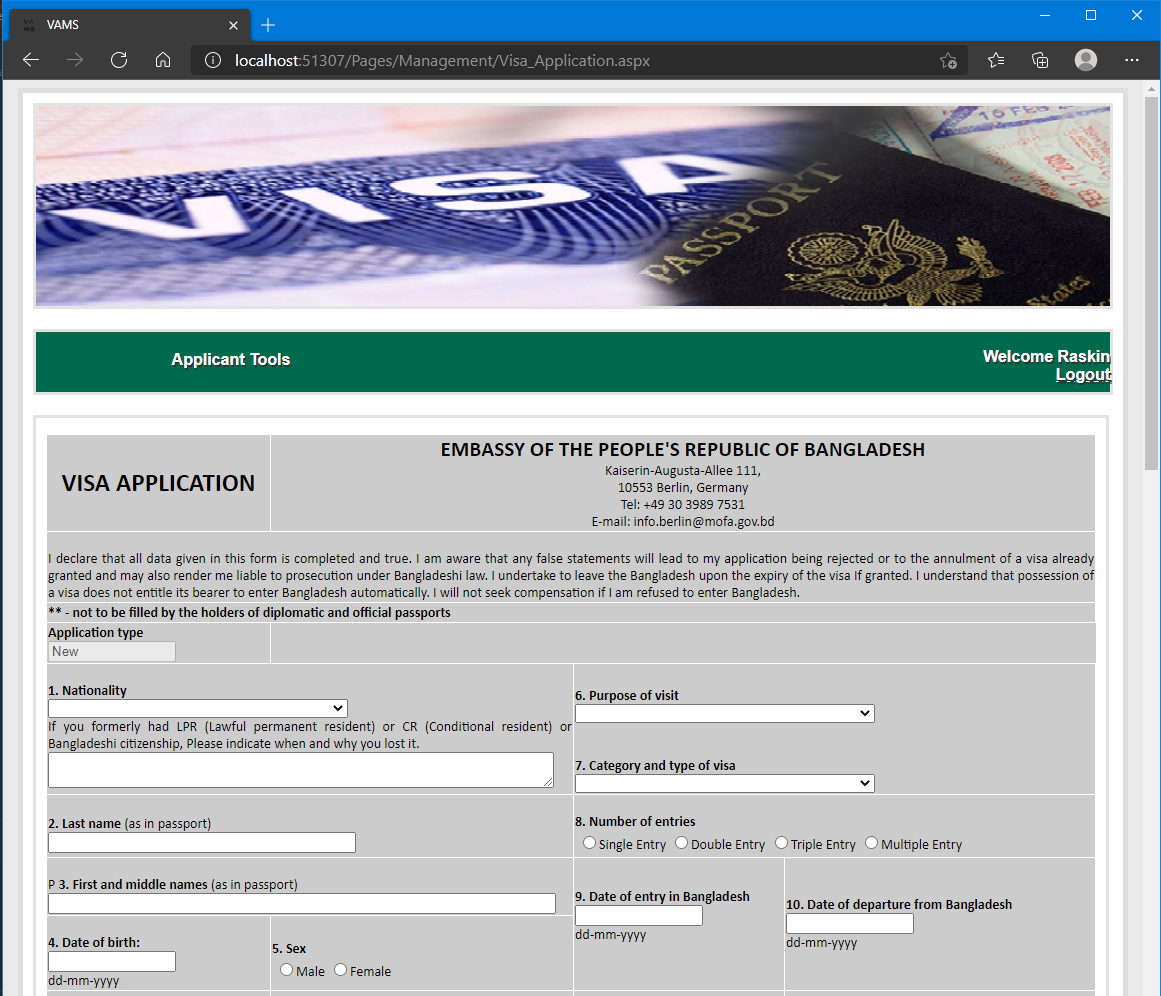 VAMS
localhost:51307/Pages/Management/Visa_Application.aspx
VISA
PASSPORT
Applicant Tools
Welcome Raskin
Logout
VISA APPLICATION
EMBASSY OF THE PEOPLE'S REPUBLIC OF BANGLADESH
Kaiserin-Augusta-Allee 111,
10553 Berlin, Germany
Tel: +49 30 3989 7531
E-mail: info.berlin@mofa.gov.bd
I declare that all data given in this form is completed and true. I am aware that any false statements will lead to my application being rejected or to the annulment of a visa already
granted and may also render me liable to prosecution under Bangladeshi law. I undertake to leave the Bangladesh upon the expiry of the visa If granted. I understand that possession of
a visa does not entitle its bearer to enter Bangladesh automatically. I will not seek compensation if I am refused to enter Bangladesh.
** - not to be filled by the holders of diplomatic and official passports
Application type
New
1. Nationality
If you formerly had LPR (Lawful permanent resident) or CR (Conditional resident) or
Bangladeshi citizenship, Please indicate when and why you lost it.
6. Purpose of visit
7. Category and type of visa
2. Last name (as in passport)
8. Number of entries
Single Entry Double Entry Triple Entry Multiple Entry
P 3. First and middle names (as in passport)
9. Date of entry in Bangladesh
dd-mm-yyyy
10. Date of departure from Bangladesh
dd-mm-yyyy
4. Date of birth:
dd-mm-yyyy
5. Sex
Male Female